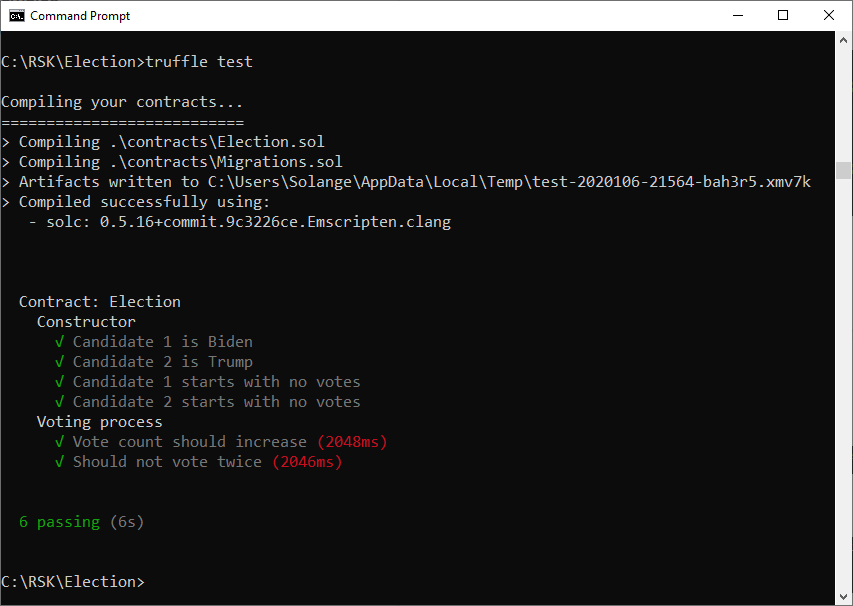 Command Prompt
C:\RSK\Election>truffle test
Compiling your contracts...
===========================
> Compiling .\contracts\Election.sol
> Compiling .\contracts\Migrations.sol
> Artifacts written to C:\Users\Solange\AppData\Local\Temp\test-2020106-21564-bah3r5.xmv7k
> Compiled successfully using:
- solc: 0.5.16+commit.9c3226ce.Emscripten.clang
Contract: Election
Constructor
√ Candidate 1 is Biden
√ Candidate 2 is Trump
√ Candidate 1 starts with no votes
√ Candidate 2 starts with no votes
Voting process
√ Vote count should increase (2048ms)
√ Should not vote twice (2046ms)
6 passing (6s)
C:\RSK\Election>